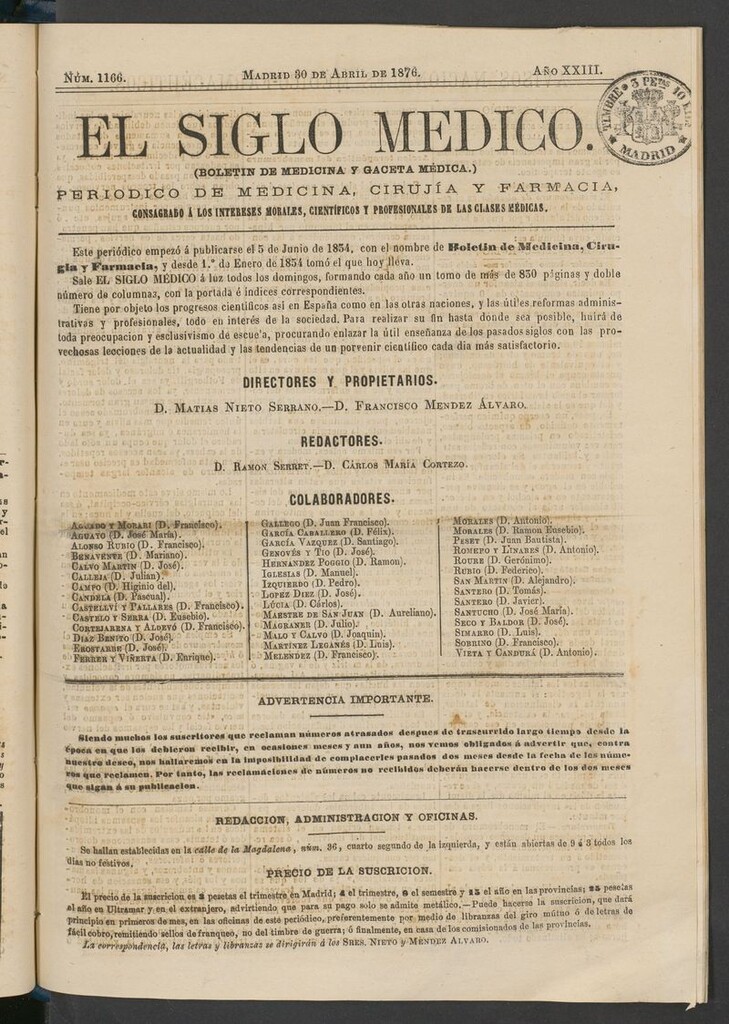 NÚM. 1166.
MADRID 30 DE ABRIL DE 1876.
AÑO XXIII.
TIMBRE 3 PETAS 10
MADRID
EL SIGLO MEDICO.
(BOLETIN DE MEDICINA Y GACETA MÉDICA.)
PERIODICO DE MEDICINA, CIRUJÍA Y FARMACIA,
CONSAGRADO Á LOS INTERESES MORALES, CIENTÍFICOS Y PROFESIONALES DE LAS CLASES MÉDICAS.
Este periódico empezó á publicarse el 5 de Junio de 1834, con el nombre de Boletin de Medicina, Ciru-
gía y Farmacia, y desde 1.º de Enero de 1854 tomó el que hoy lleva.
Sale EL SIGLO MÉDICO á luz todos los domingos, formando cada año un tomo de más de 830 páginas y doble
número de columnas, con la portada é índices correspondientes.
Tiene por objeto los progresos científicos así en España como en las otras naciones, y las útiles reformas adminis-
trativas y profesionales, todo en interés de la sociedad. Para realizar su fin hasta donde sea posible, huirá de
toda preocupacion y esclusivismo de escue'a, procurando enlazar la útil enseñanza de los pasados siglos con las pro-
vechosas lecciones de la actualidad y las tendencias de un porvenir científico cada dia más satisfactorio.
DIRECTORES Y PROPIETARIOS.
D. MATIAS NIETO SERRANO.—D. FRANCISCO MENDEZ ÁLVARO.
REDACTORES.
D. RAMON SERRET.—D. CÁRLOS MARÍA CORTEZO.
COLABORADORES.
AGUADO Y MORARI (D. Francisco).
AGUAYO (D. José María).
ALONSO RUBIO (D. Francisco).
BENAVENTE (D. Mariano).
CALVO MARTIN (D. José).
CALLEJA (D. Julian).
CAMPO (D. Higinio del).
CANDELA (D. Pascual).
CASTELLVÍ Y PALLARES (D. Francisco).
CASTELO Y SERRA (D. Eusebio).
CORTEJARENA Y ALDEVÓ (D. Francisco).
DIAZ BENITO (D. José).
EROSTARBE (D. José).
FERRER Y VIÑERTA (D. Enrique).
GALLEGO (D. Juan Francisco).
GARCÍA CABALLERO (D. Félix).
GARCÍA VAZQUEZ (D. Santiago).
GENOVÉS Y TIO (D. José).
HERNANDEZ POGGIO (D. Ramon).
IGLESIAS (D. Manuel).
IZQUIERDO (D. Pedro).
LOPEZ DIEZ (D. José).
LÚCIA (D. Cárlos).
MAESTRE DE SAN JUAN (D. Aureliano).
MAGRANER (D. Julio).
MALO Y CALVO (D. Joaquin).
MARTINEZ LEGANÉS (D. Luis).
MELENDEZ (D. Francisco).
MORALES (D. Antonio).
MORALES (D. Ramon Eusebio).
PESET (D. Juan Bautista).
ROMERO Y LINARES (D. Antonio).
ROURE (D. Gerónimo).
RUBIO (D. Federico).
SAN MARTIN (D. Alejandro).
SANTERO (D. Tomás).
SANTERO (D. Javier).
SANTUCHO (D. José María).
SECO Y BALDOR (D. José).
SIMARRO (D. Luis).
SOBRINO (D. Francisco).
VIETA Y CANDURÁ (D. Antonio).
ADVERTENCIA IMPORTANTE.
Siendo muchos los suscritores que reclaman números atrasados despues de trascurrido largo tiempo desde la
época en que los debieron recibir, en ocasiones meses y aun años, nos vemos obligados á advertir que, contra
nuestro deseo, nos hallaremos en la imposibilidad de complacerles pasados dos meses desde la fecha de los núme-
ros que reclamen. Por tanto, las reclamaciones de números no recibidos deberán hacerse dentro de los dos meses
que sigan á su publicacion.
REDACCION, ADMINISTRACION Y OFICINAS.
Se hallan establecidas en la calle de la Magdalena, núm. 36, cuarto segundo de la izquierda, y están abiertas de 9 á 3 todos los
dias no festivos.
PRECIO DE LA SUSCRICION.
El precio de la suscricion es 3 pesetas el trimestre en Madrid; 4 el trimestre, 8 el semestre y 15 el año en las provincias; 25 pesetas
al año en Ultramar y en el extranjero, advirtiendo que para su pago solo se admite metálico.—Puede hacerse la suscricion, que dará
principio en primeros de mes, en las oficinas de este periódico, preferentemente por medio de libranzas del giro mútuo ó de letras de
fácil cobro, remitiendo sellos de franqueo, no del timbre de guerra; ó finalmente, en casa de los comisionados de las provincias.
La correspondencia, las letras y libranzas se dirigirán á los SRES. NIETO y MÉNDEZ ALVARO.